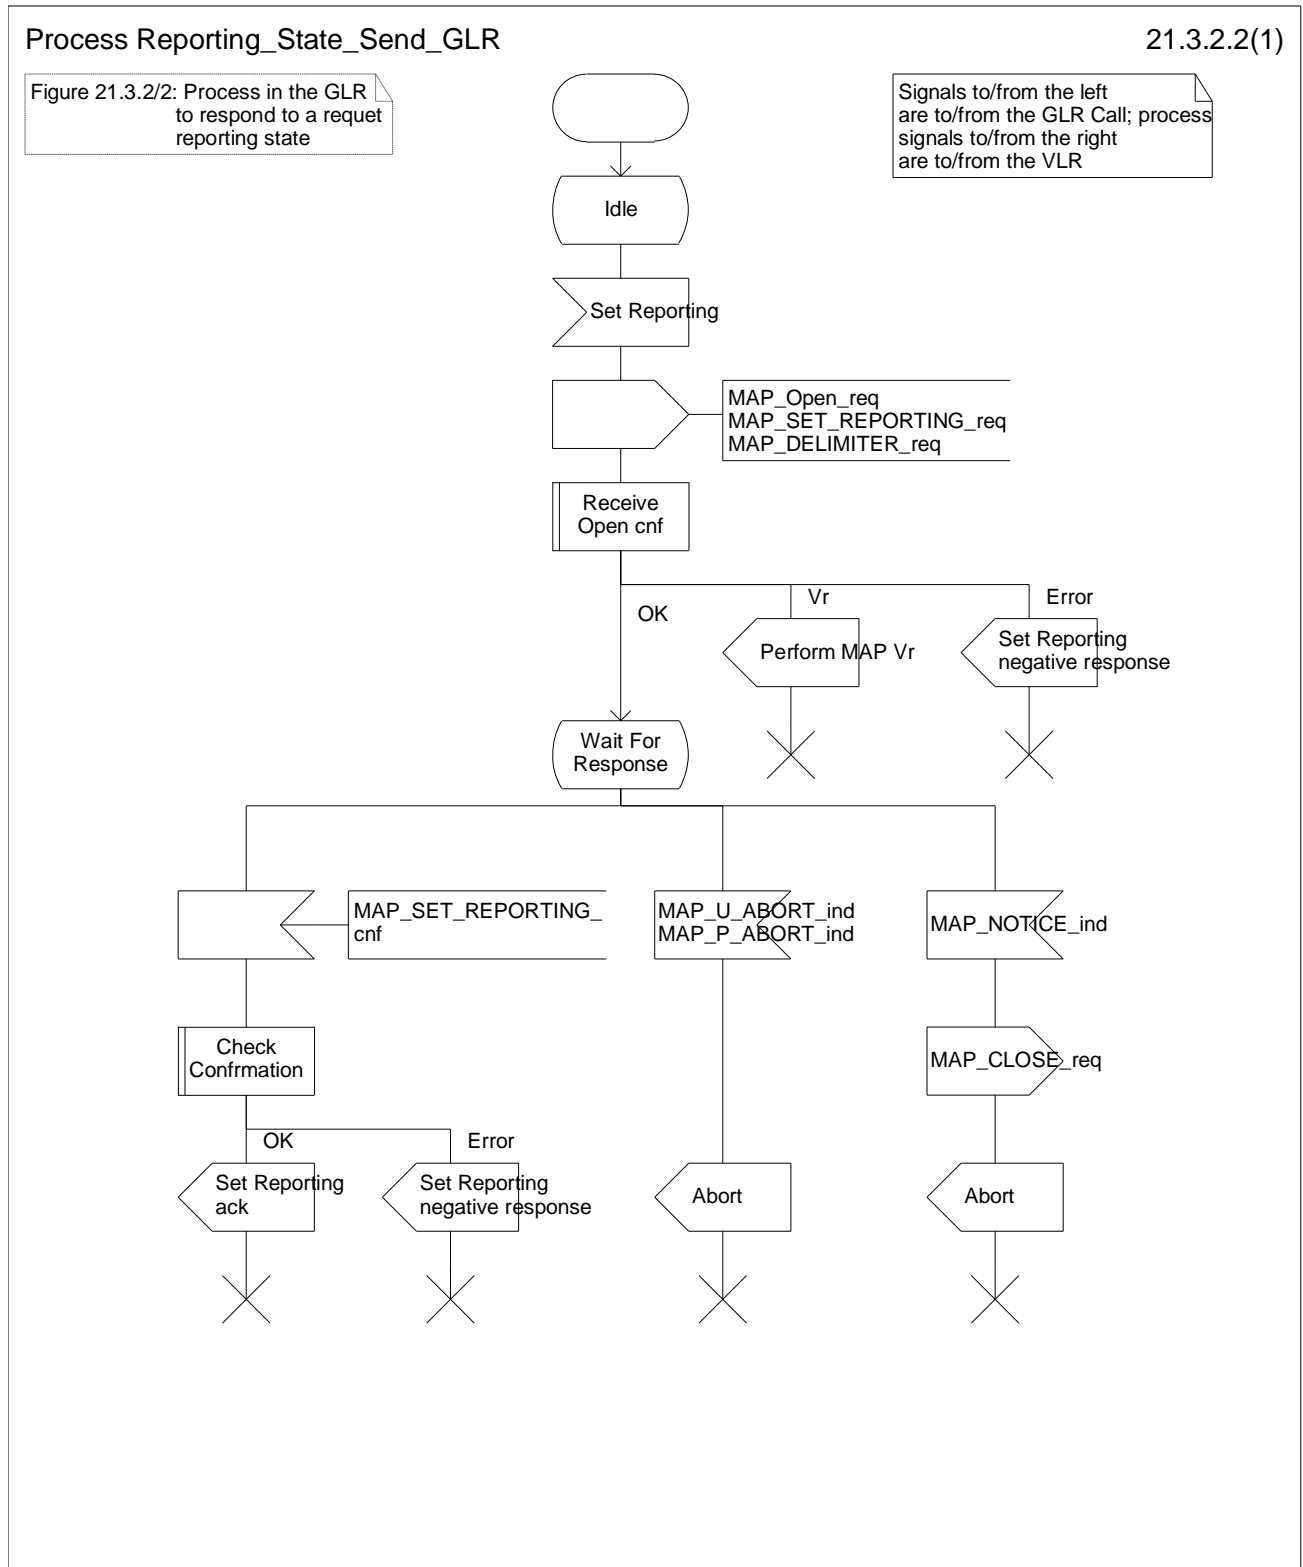 Process Reporting_State_Send_GLR
21.3.2.2(1)
Figure 21.3.2/2: Process in the GLR
to respond to a requet
reporting state
Signals to/from the left
are to/from the GLR Call; process
signals to/from the right
are to/from the VLR
Idle
Set Reporting
MAP_Open_req
MAP_SET_REPORTING_req
MAP_DELIMITER_req
Receive
Open cnf
OK
Vr
Error
Perform MAP Vr
Set Reporting
negative response
Wait For
Response
MAP_SET_REPORTING_
cnf
MAP_U_ABORT_ind
MAP_P_ABORT_ind
MAP_NOTICE_ind
Check
Confrmation
MAP_CLOSE_req
OK
Error
Set Reporting
ack
Set Reporting
negative response
Abort
Abort